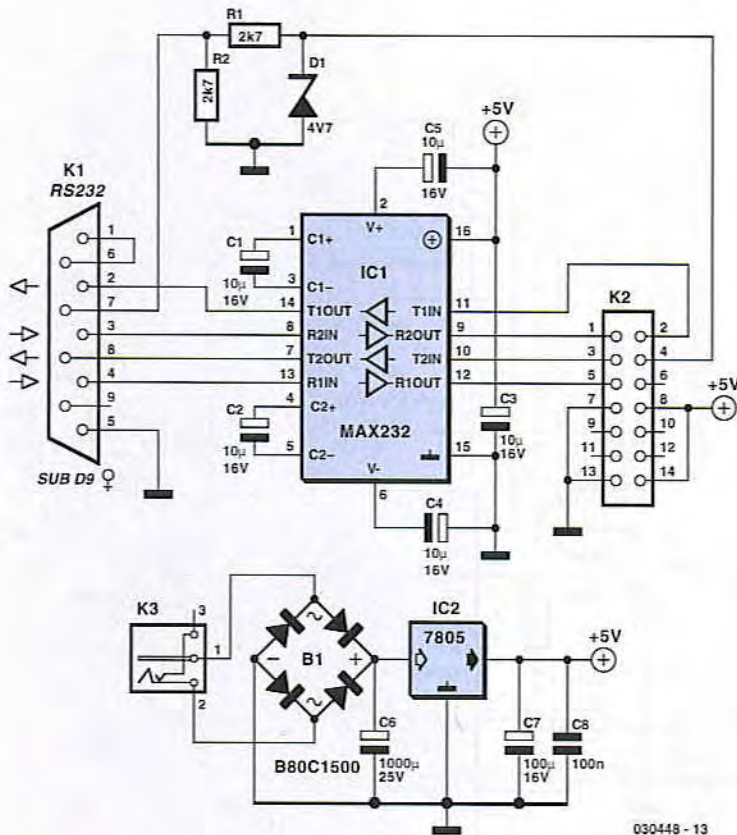 R1
2k7
R2
2k7
D1
4V7
K1
RS232
1
6
2
7
3
8
4
9
5
SUB D9 ♀
C5
10µ
16V
+5V
2
V+
1
C1+
16
C1
10µ
16V
3
C1–
IC1
14
T1OUT
T1IN
11
8
R2IN
R2OUT
9
7
T2OUT
T2IN
10
13
R1IN
R1OUT
12
4
C2+
C2
10µ
16V
5
C2–
MAX232
15
V-
6
C3
10µ
16V
C4
10µ
16V
K2
1
2
3
4
5
6
7
8
9
10
11
12
13
14
+5V
K3
3
1
2
~
–
B1
+
~
B80C1500
C6
1000µ
25V
IC2
7805
+5V
C7
100µ
16V
C8
100n
030448 - 13